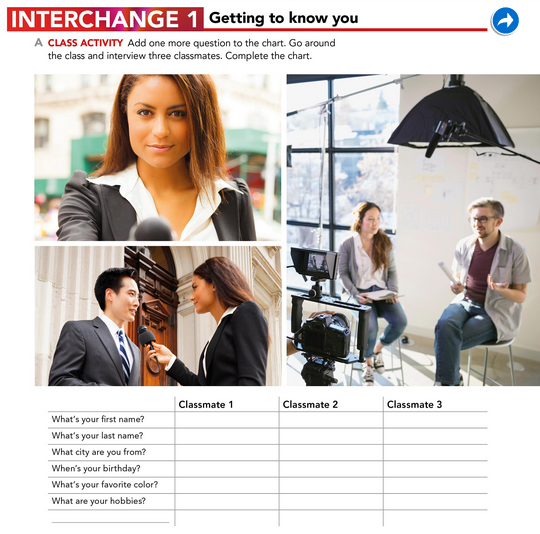 INTERCHANGE 1 Getting to know you
A CLASS ACTIVITY Add one more question to the chart. Go around
the class and interview three classmates. Complete the chart.
Classmate 1 Classmate 2 Classmate 3
What's your first name?
What's your last name?
What city are you from?
When's your birthday?
What's your favorite color?
What are your hobbies?